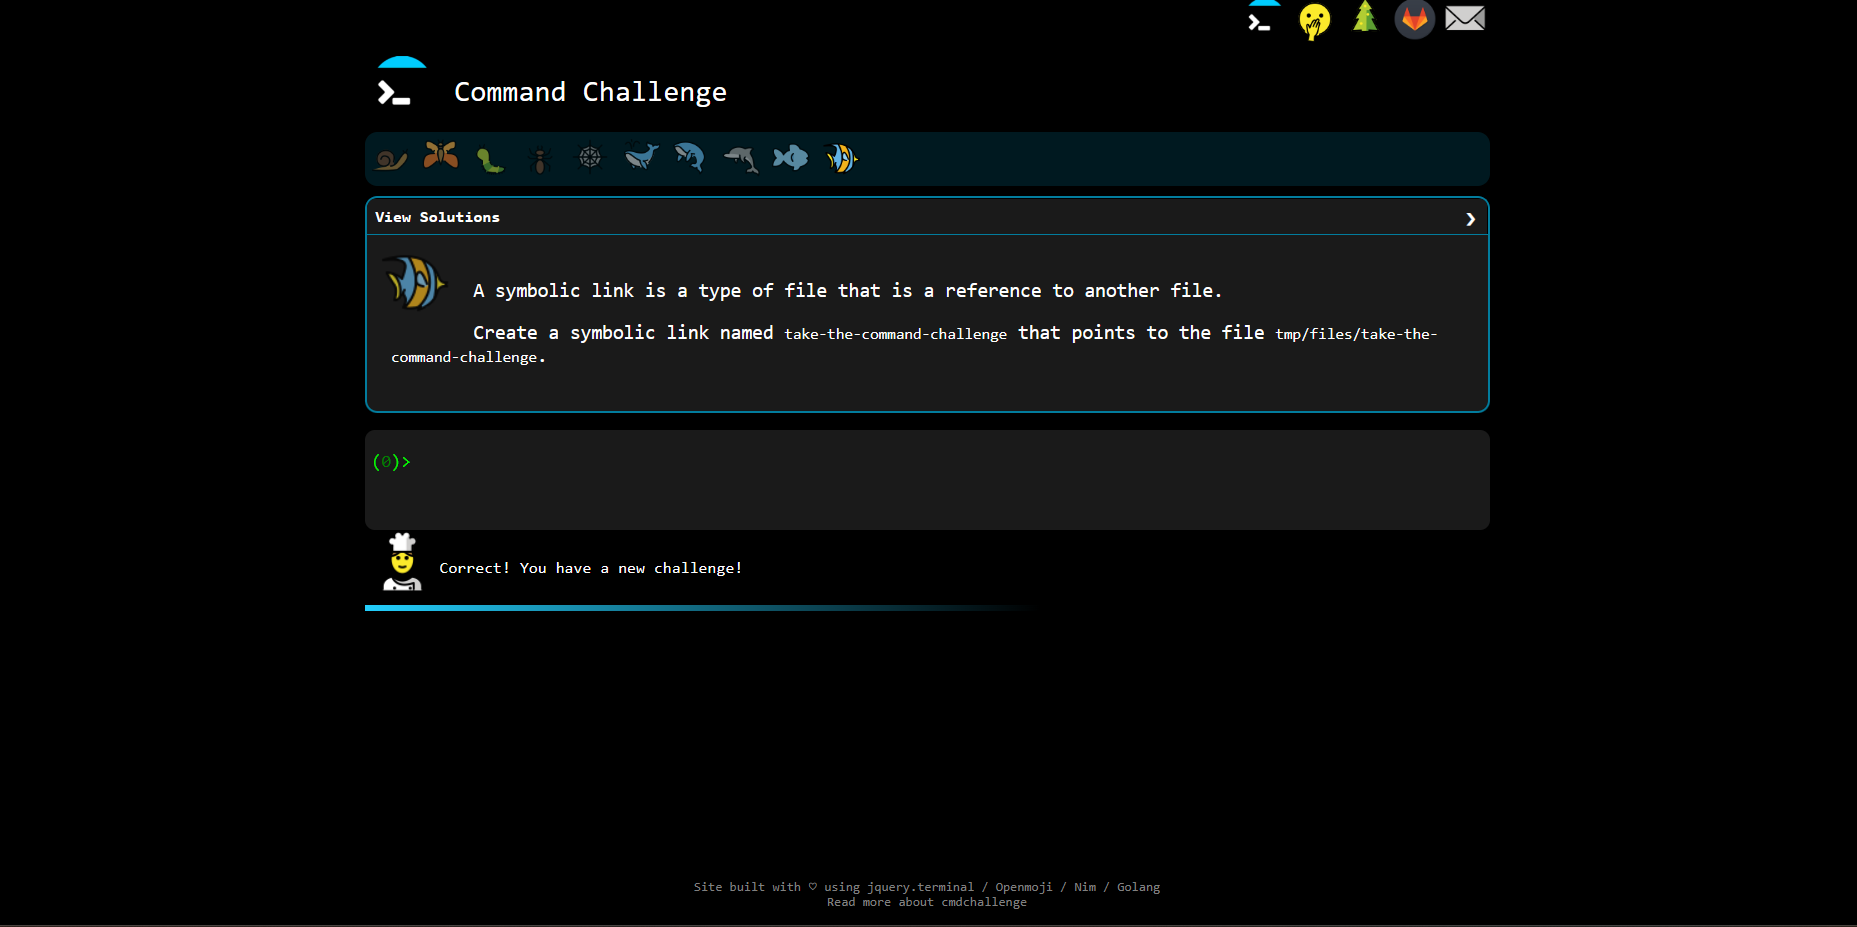 Command Challenge
View Solutions
❯
A symbolic link is a type of file that is a reference to another file.
Create a symbolic link named take-the-command-challenge that points to the file tmp/files/take-the-
command-challenge.
(0)>
Correct! You have a new challenge!
Site built with ♡ using jquery.terminal / Openmoji / Nim / Golang
Read more about cmdchallenge